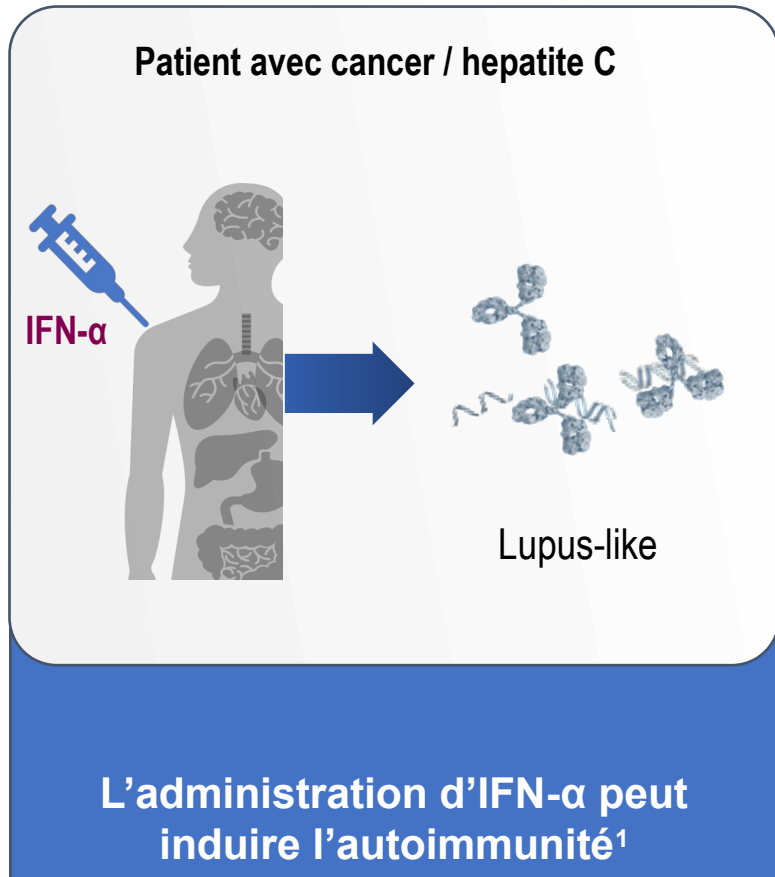 Patient avec cancer / hepatite C
IFN-α
Lupus-like
L’administration d’IFN-α peut
induire l’autoimmunité¹